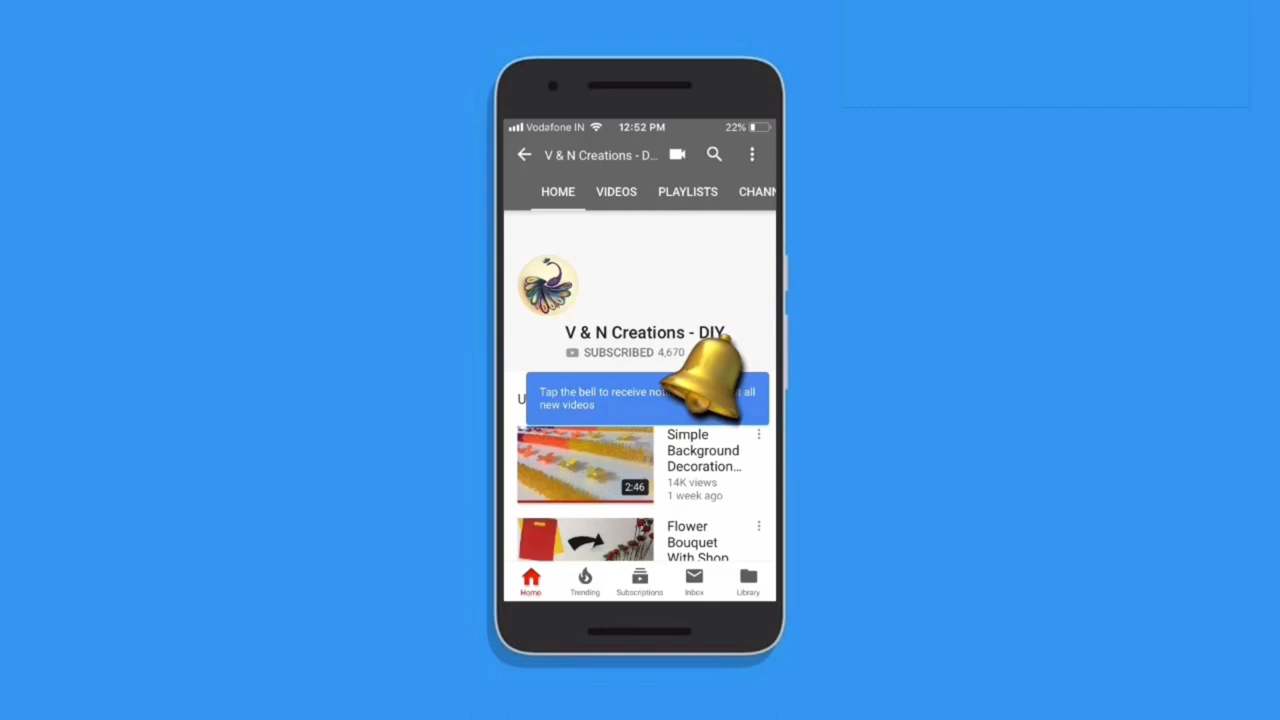 Vodafone IN 12:52 PM 22%
V & N Creations - D...
HOME VIDEOS PLAYLISTS CHANN
V & N Creations - DIY
SUBSCRIBED 4,670
U
Tap the bell to receive not all
new videos
Simple
Background
Decoration...
14K views
1 week ago
2:46
Flower
Bouquet
With Shop
Home Trending Subscriptions Inbox Library